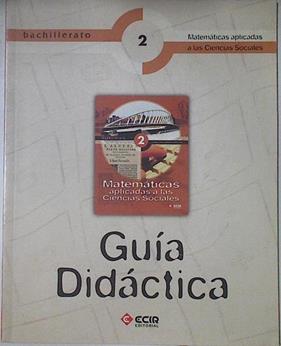 bachillerato
2
Matemáticas aplicadas
a las Ciencias Sociales
2
Matemáticas
aplicadas a las
Ciencias Sociales
Guía
Didáctica
ECIR
EDITORIAL